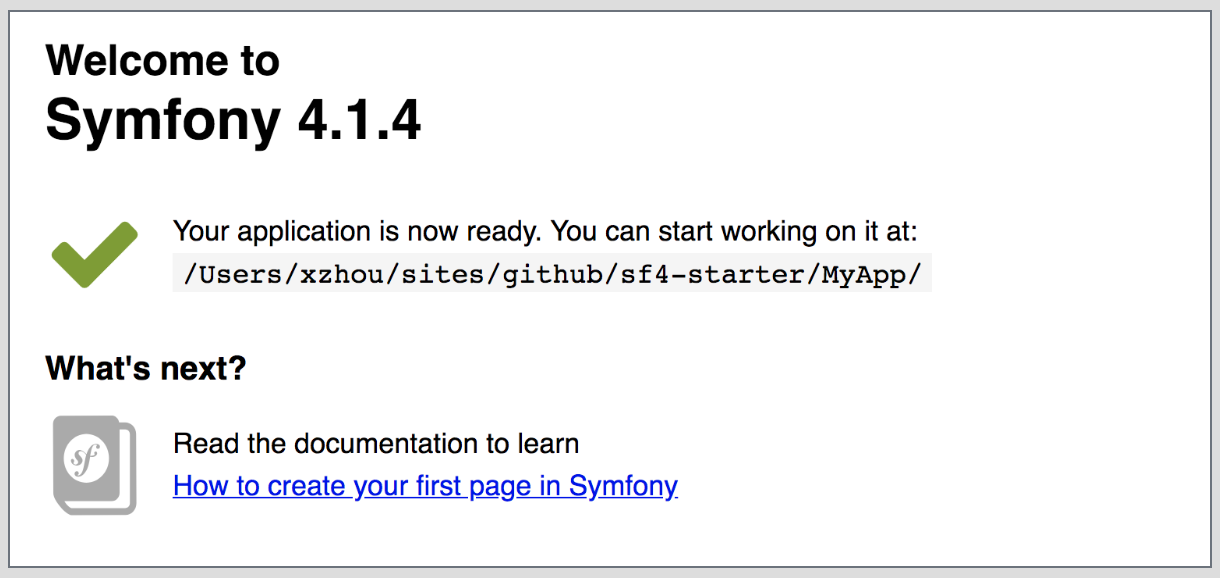 Welcome to
Symfony 4.1.4
Your application is now ready. You can start working on it at:
/Users/xzhou/sites/github/sf4-starter/MyApp/
What's next?
sf
Read the documentation to learn
How to create your first page in Symfony